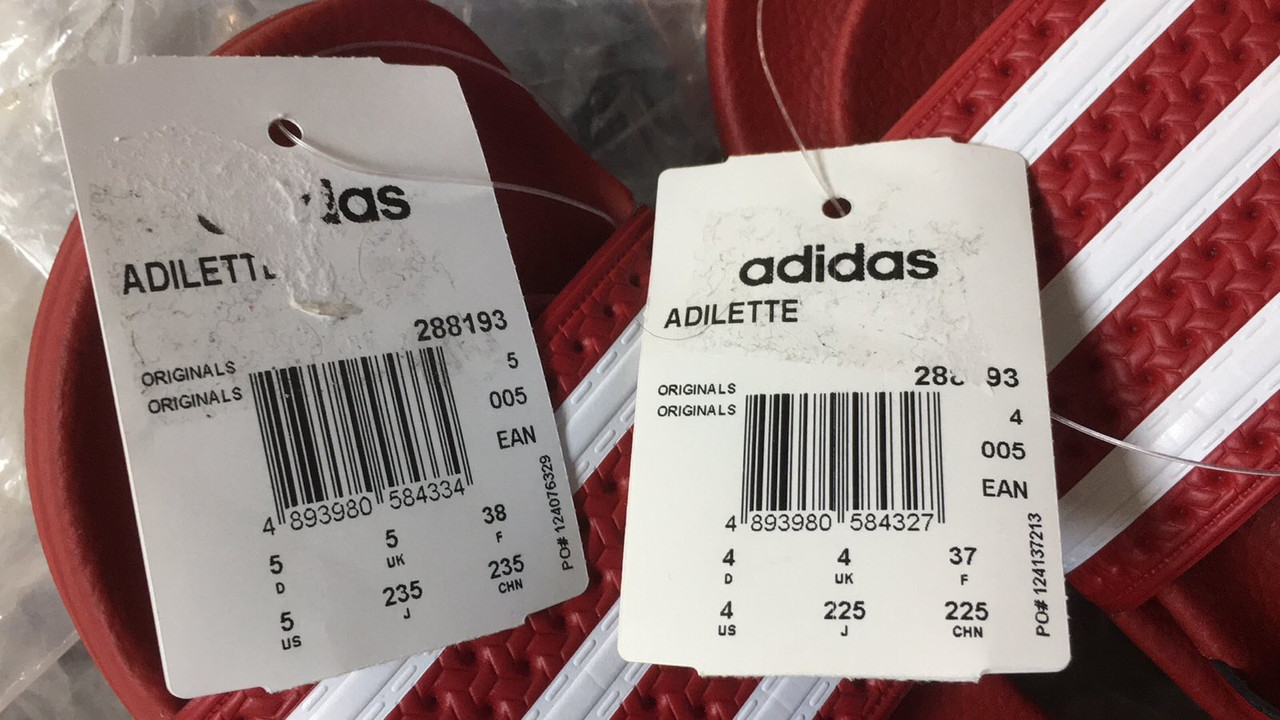 ADILETT
288193
ORIGINALS
ORIGINALS
5
005
EAN
4 893980 584334
5
D
5
UK
38
F
5
US
235
J
235
CHN
PO# 124076329
adidas
ADILETTE
ORIGINALS
ORIGINALS
4
005
EAN
4 893980 584327
4
D
4
UK
37
F
4
US
225
J
225
CHN
PO# 124137213